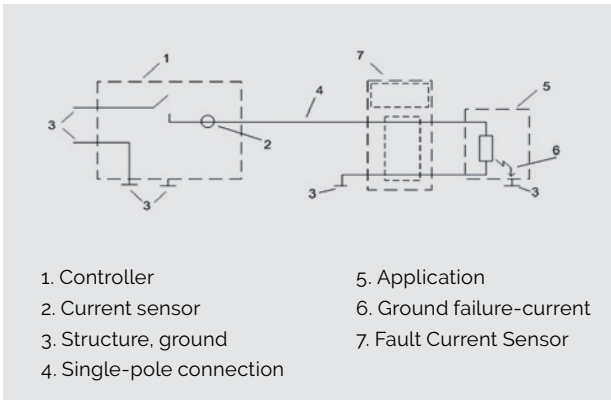 1
7
4
5
3
2
6
3
3
3
1. Controller
2. Current sensor
3. Structure, ground
4. Single-pole connection
5. Application
6. Ground failure-current
7. Fault Current Sensor